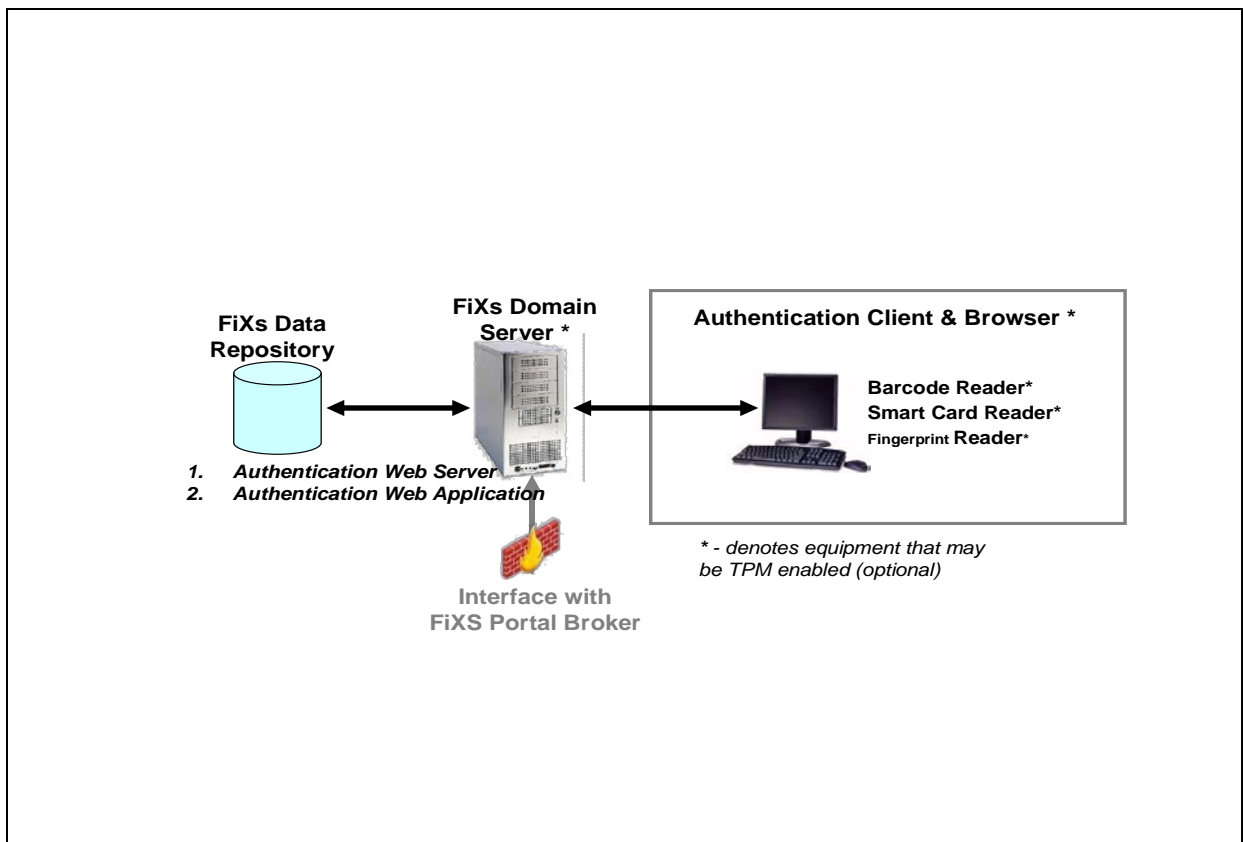 FiXs Data
Repository
FiXs Domain
Server *
Authentication Client & Browser *
Barcode Reader*
Smart Card Reader*
Fingerprint Reader*
1. Authentication Web Server
2. Authentication Web Application
* - denotes equipment that may
be TPM enabled (optional)
Interface with
FiXS Portal Broker